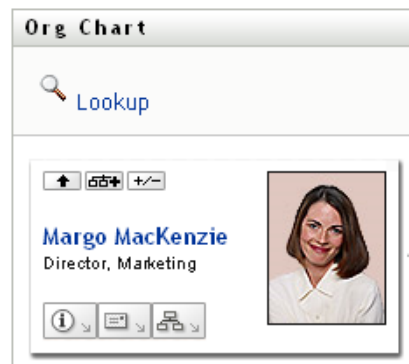 Org Chart
Lookup
+/-
Margo MacKenzie
Director, Marketing